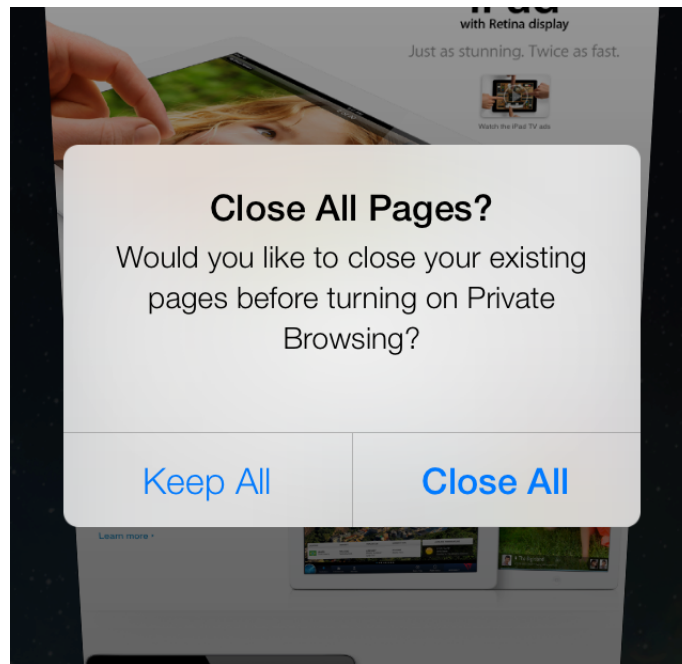 with Retina display
Just as stunning. Twice as fast.
Watch the iPad TV ads
Close All Pages?
Would you like to close your existing
pages before turning on Private
Browsing?
Keep All
Close All
Learn more ›